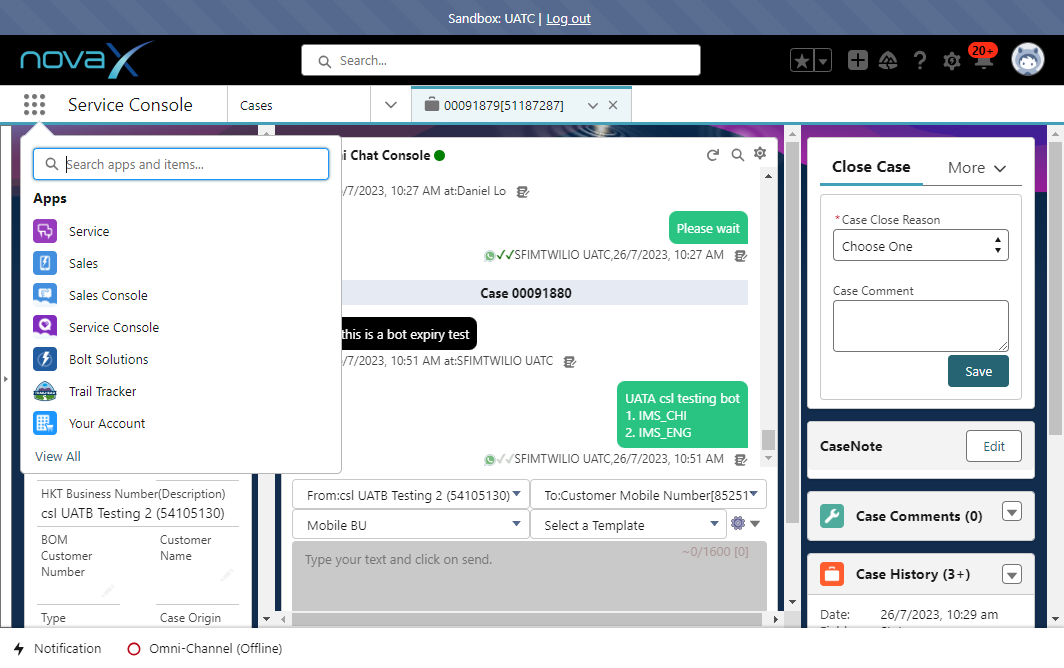 Sandbox: UATC | Log out
novaX
Search...
20+
Service Console
Cases
00091879[51187287]
Search apps and items...
Apps
Service
Sales
Sales Console
Service Console
Bolt Solutions
Trail Tracker
Your Account
View All
HKT Business Number(Description)
csl UATB Testing 2 (54105130)
BOM Customer Number
Customer Name
Type
Case Origin
i Chat Console
/7/2023, 10:27 AM at:Daniel Lo
Please wait
SFIMTWILIO UATC,26/7/2023, 10:27 AM
Case 00091880
this is a bot expiry test
/7/2023, 10:51 AM at:SFIMTWILIO UATC
UATA csl testing bot
1. IMS_CHI
2. IMS_ENG
SFIMTWILIO UATC,26/7/2023, 10:51 AM
From:csl UATB Testing 2 (54105130)
To:Customer Mobile Number[85251
Mobile BU
Select a Template
Type your text and click on send.
~0/1600 [0]
Close Case
More
*Case Close Reason
Choose One
Case Comment
Save
CaseNote
Edit
Case Comments (0)
Case History (3+)
Date:
26/7/2023, 10:29 am
Notification
Omni-Channel (Offline)